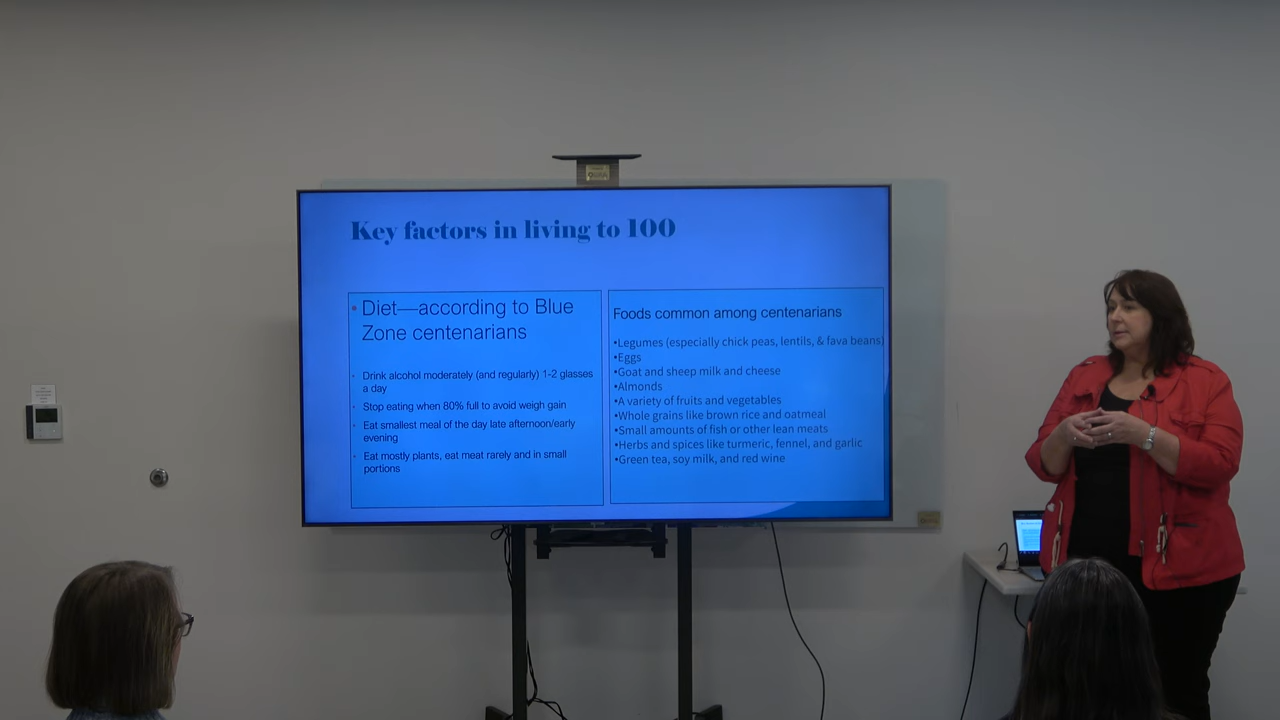 Key factors in living to 100
• Diet—according to Blue
Zone centenarians
• Drink alcohol moderately (and regularly) 1-2 glasses
a day
• Stop eating when 80% full to avoid weigh gain
• Eat smallest meal of the day late afternoon/early
evening
• Eat mostly plants, eat meat rarely and in small
portions
Foods common among centenarians
•Legumes (especially chick peas, lentils, & fava beans)
•Eggs
•Goat and sheep milk and cheese
•Almonds
•A variety of fruits and vegetables
•Whole grains like brown rice and oatmeal
•Small amounts of fish or other lean meats
•Herbs and spices like turmeric, fennel, and garlic
•Green tea, soy milk, and red wine